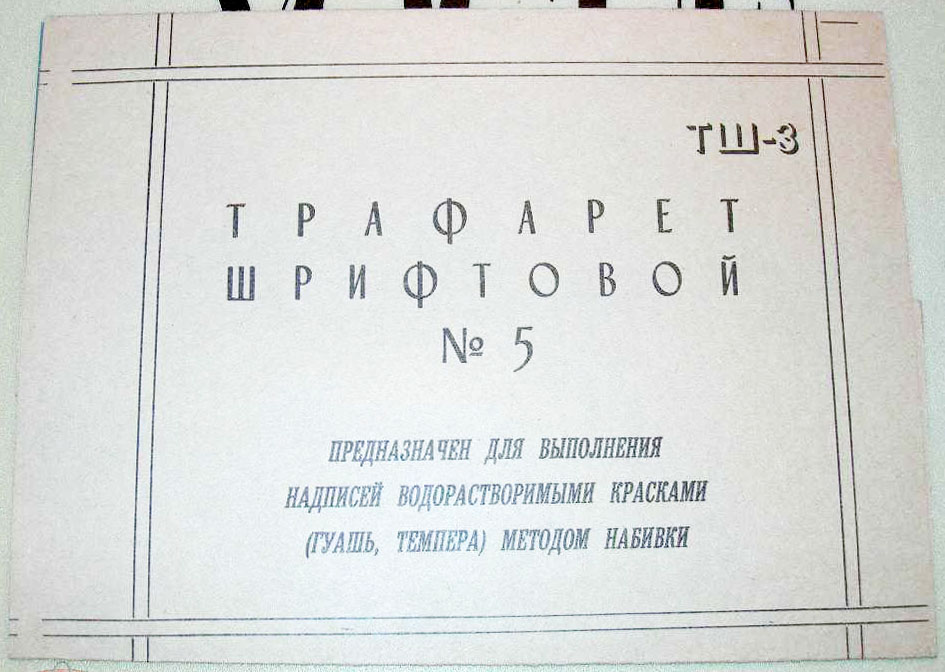 ТШ-3
ТРАФАРЕТ
ШРИФТОВОЙ
№ 5
ПРЕДНАЗНАЧЕН ДЛЯ ВЫПОЛНЕНИЯ
НАДПИСЕЙ ВОДОРАСТВОРИМЫМИ КРАСКАМИ
(ГУАШЬ, ТЕМПЕРА) МЕТОДОМ НАБИВКИ